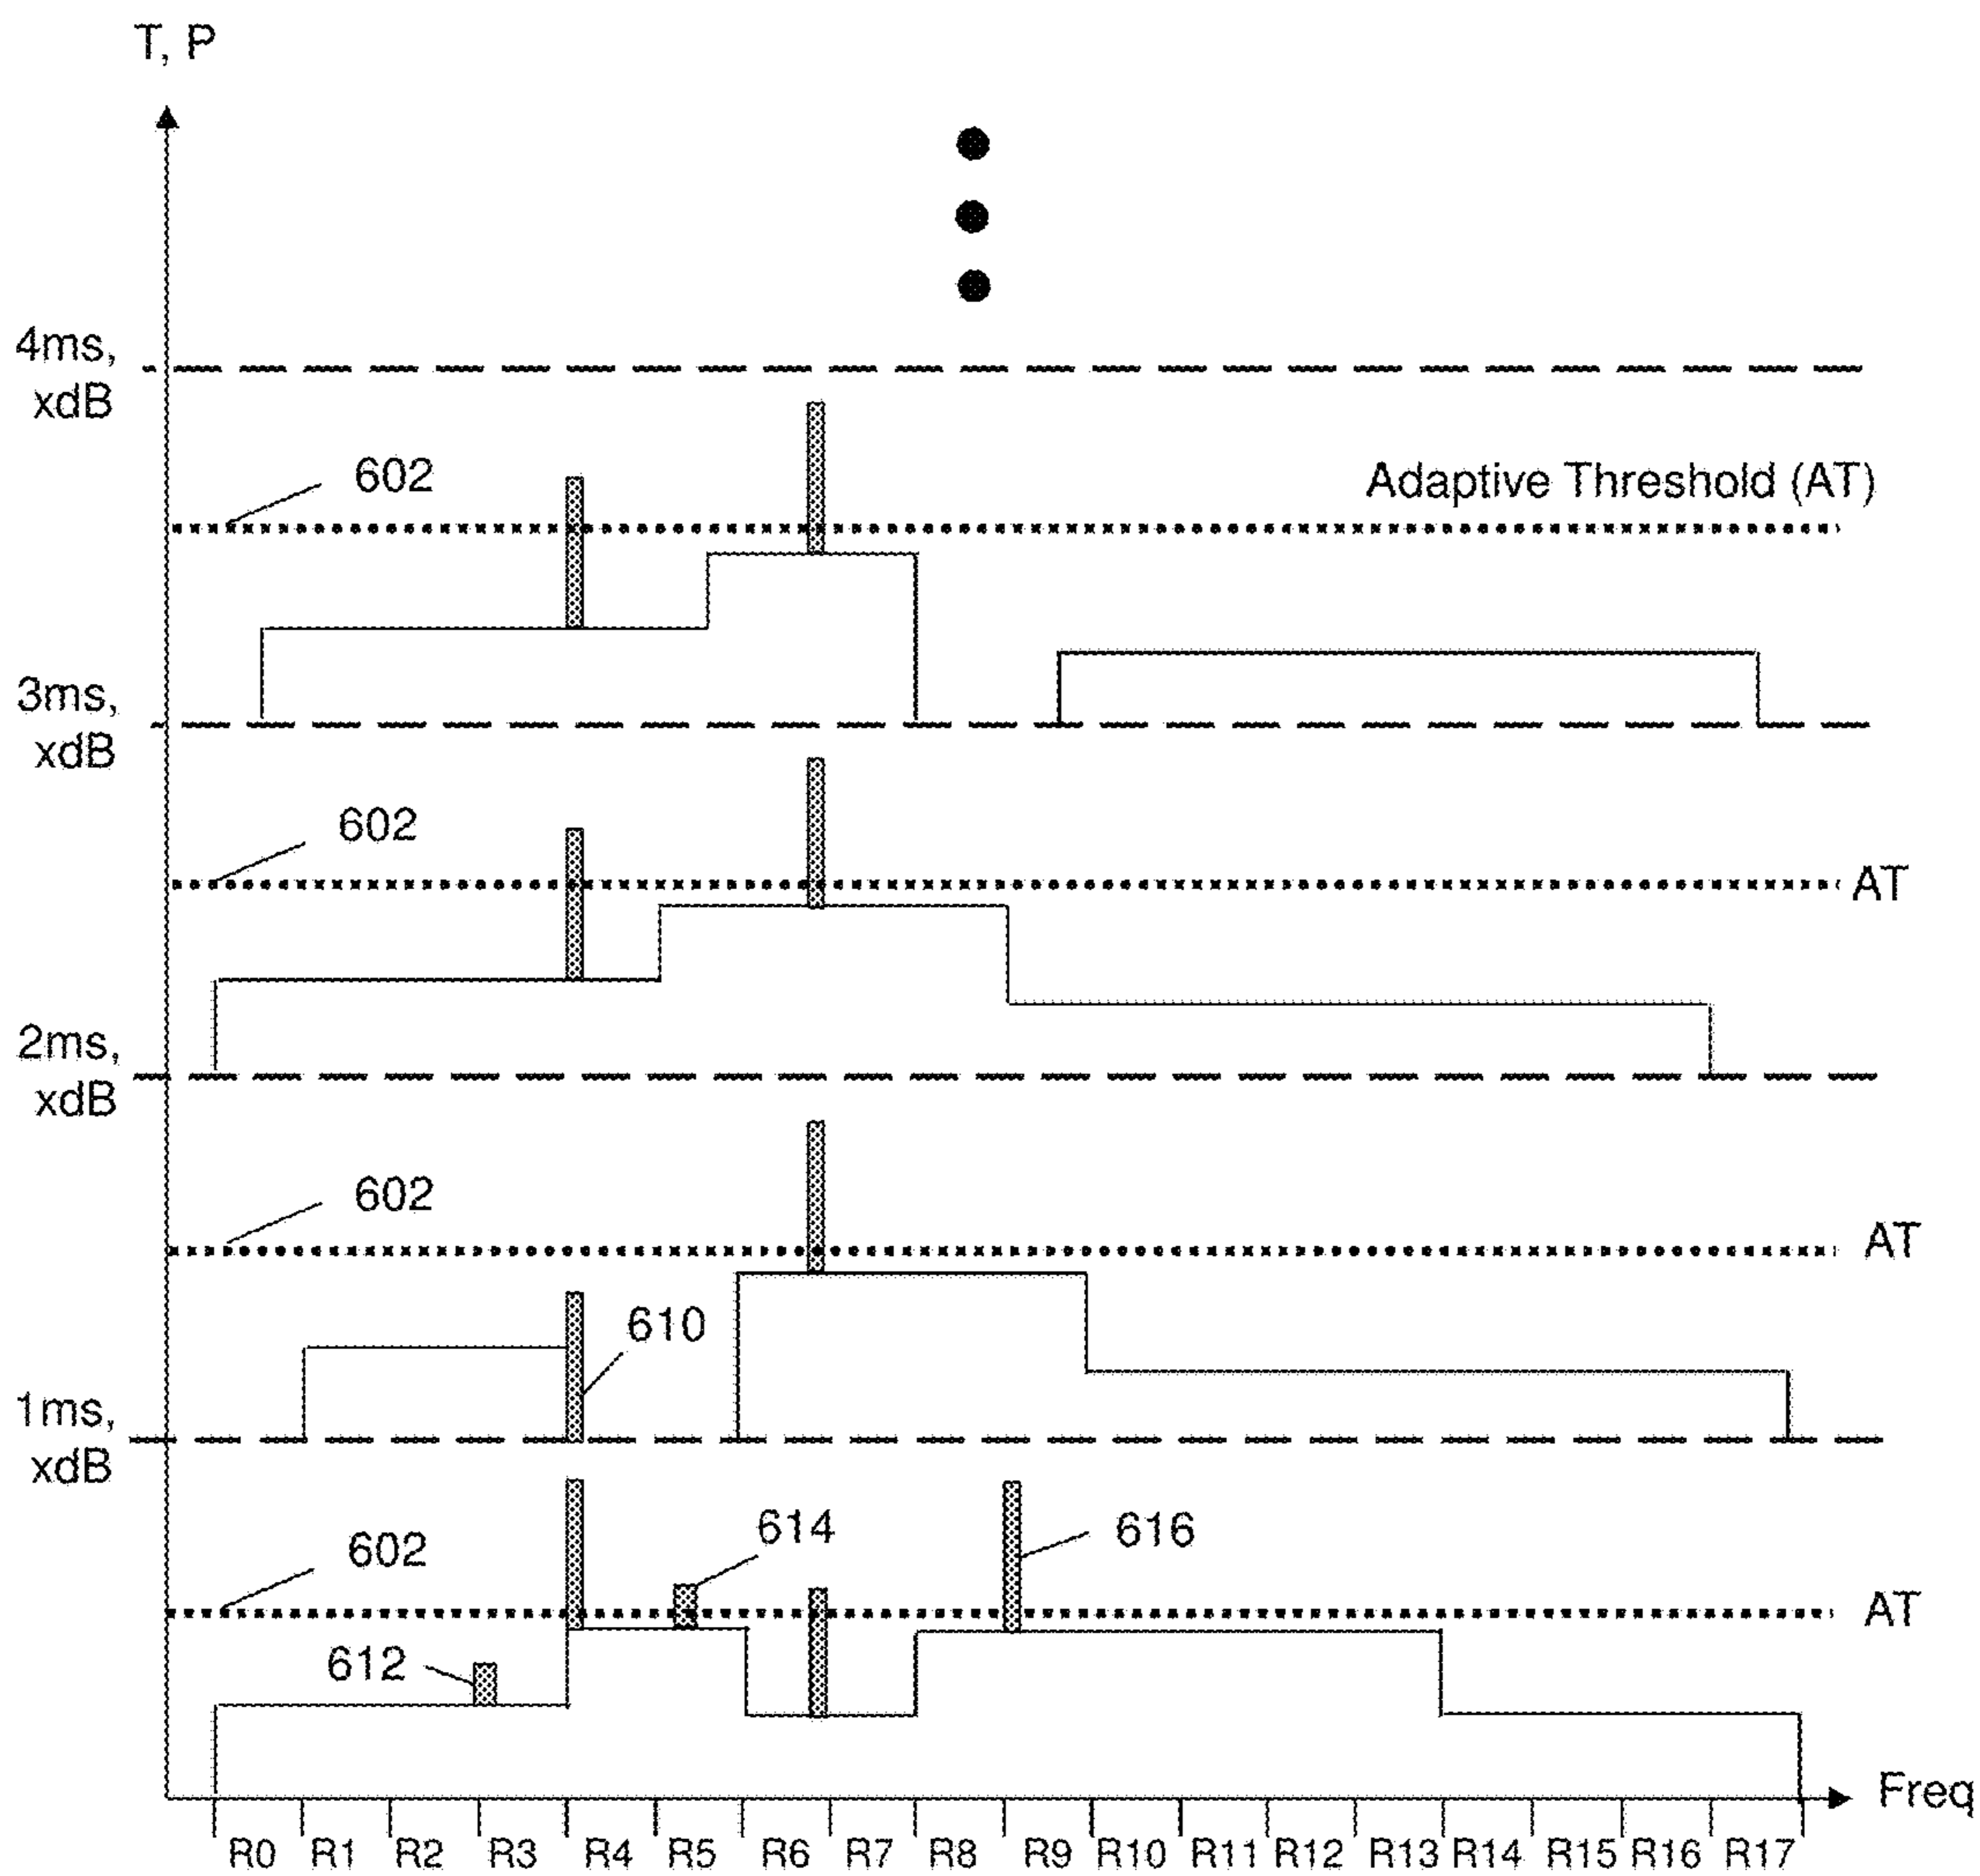 T, P
4ms,
xdB
602
Adaptive Threshold (AT)
3ms,
xdB
602
AT
2ms,
xdB
602
AT
610
1ms,
xdB
602
614
616
AT
612
Freq
R0 R1 R2 R3 R4 R5 R6 R7 R8 R9 R10 R11 R12 R13 R14 R15 R16 R17